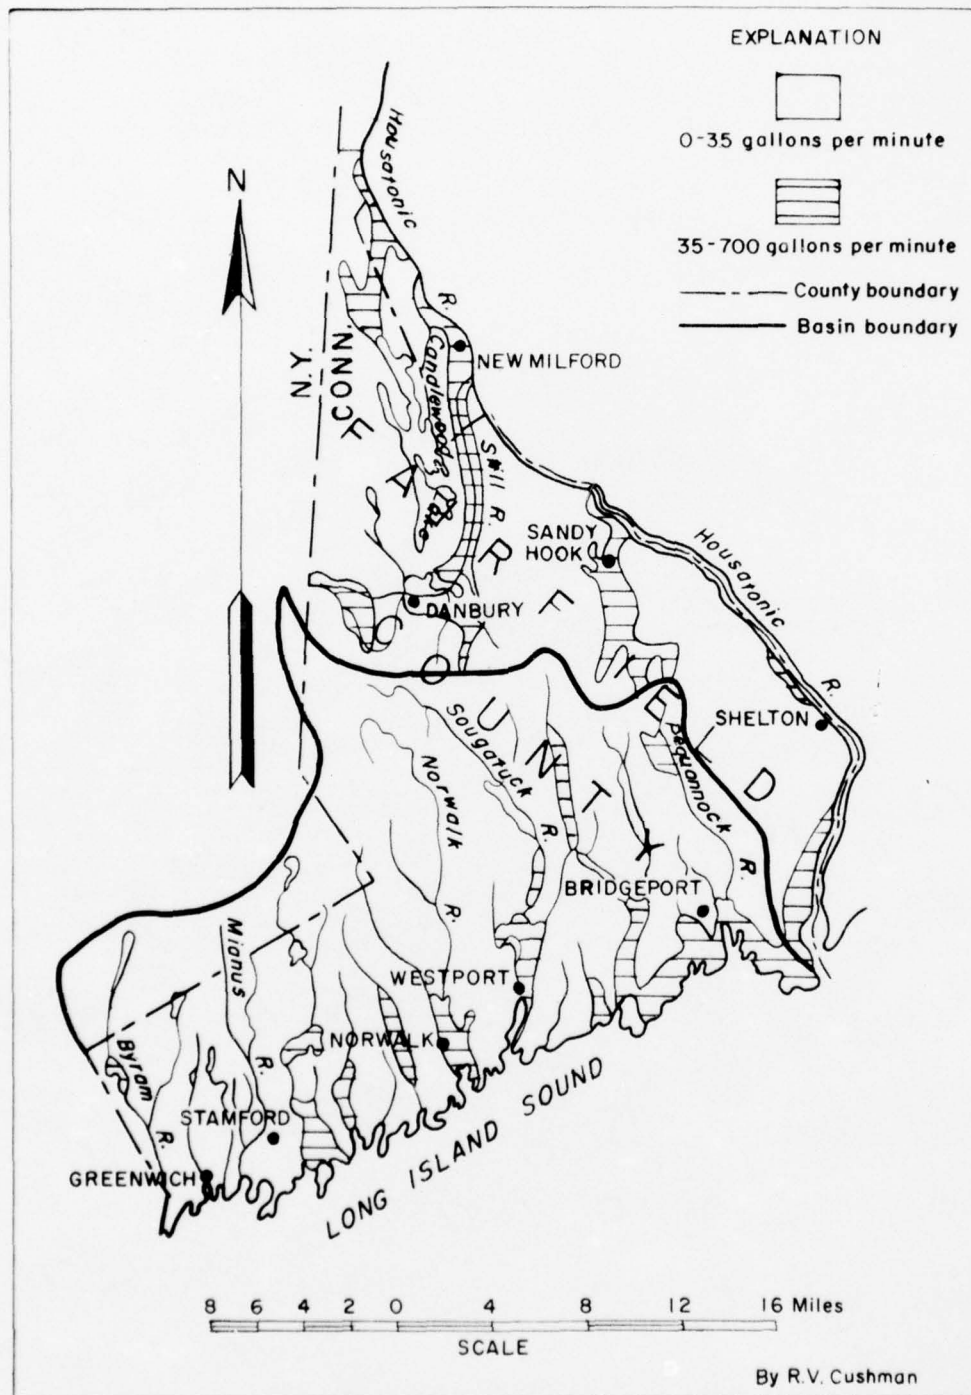 EXPLANATION
0-35 gallons per minute
35-700 gallons per minute
County boundary
Basin boundary
N
Housatonic
R.
N.Y.
CONN.
Candlewood
Lake
NEW MILFORD
Still R.
SANDY
HOOK
Housatonic
R.
DANBURY
SHELTON
FAIRFIELD
COUNTY
Sougatuck
R.
Norwalk
R.
Pequannock
R.
BRIDGEPORT
Mianus
R.
WESTPORT
NORWALK
Byram
R.
STAMFORD
GREENWICH
LONG ISLAND SOUND
8 6 4 2 0 4 8 12 16 Miles
SCALE
By R.V. Cushman